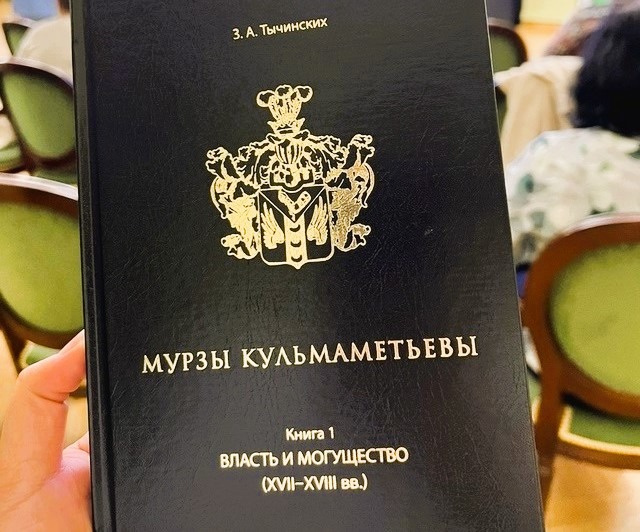 З. А. Тычинских
МУРЗЫ КУЛЬМАМЕТЬЕВЫ
Книга 1
ВЛАСТЬ И МОГУЩЕСТВО
(XVII–XVIII вв.)